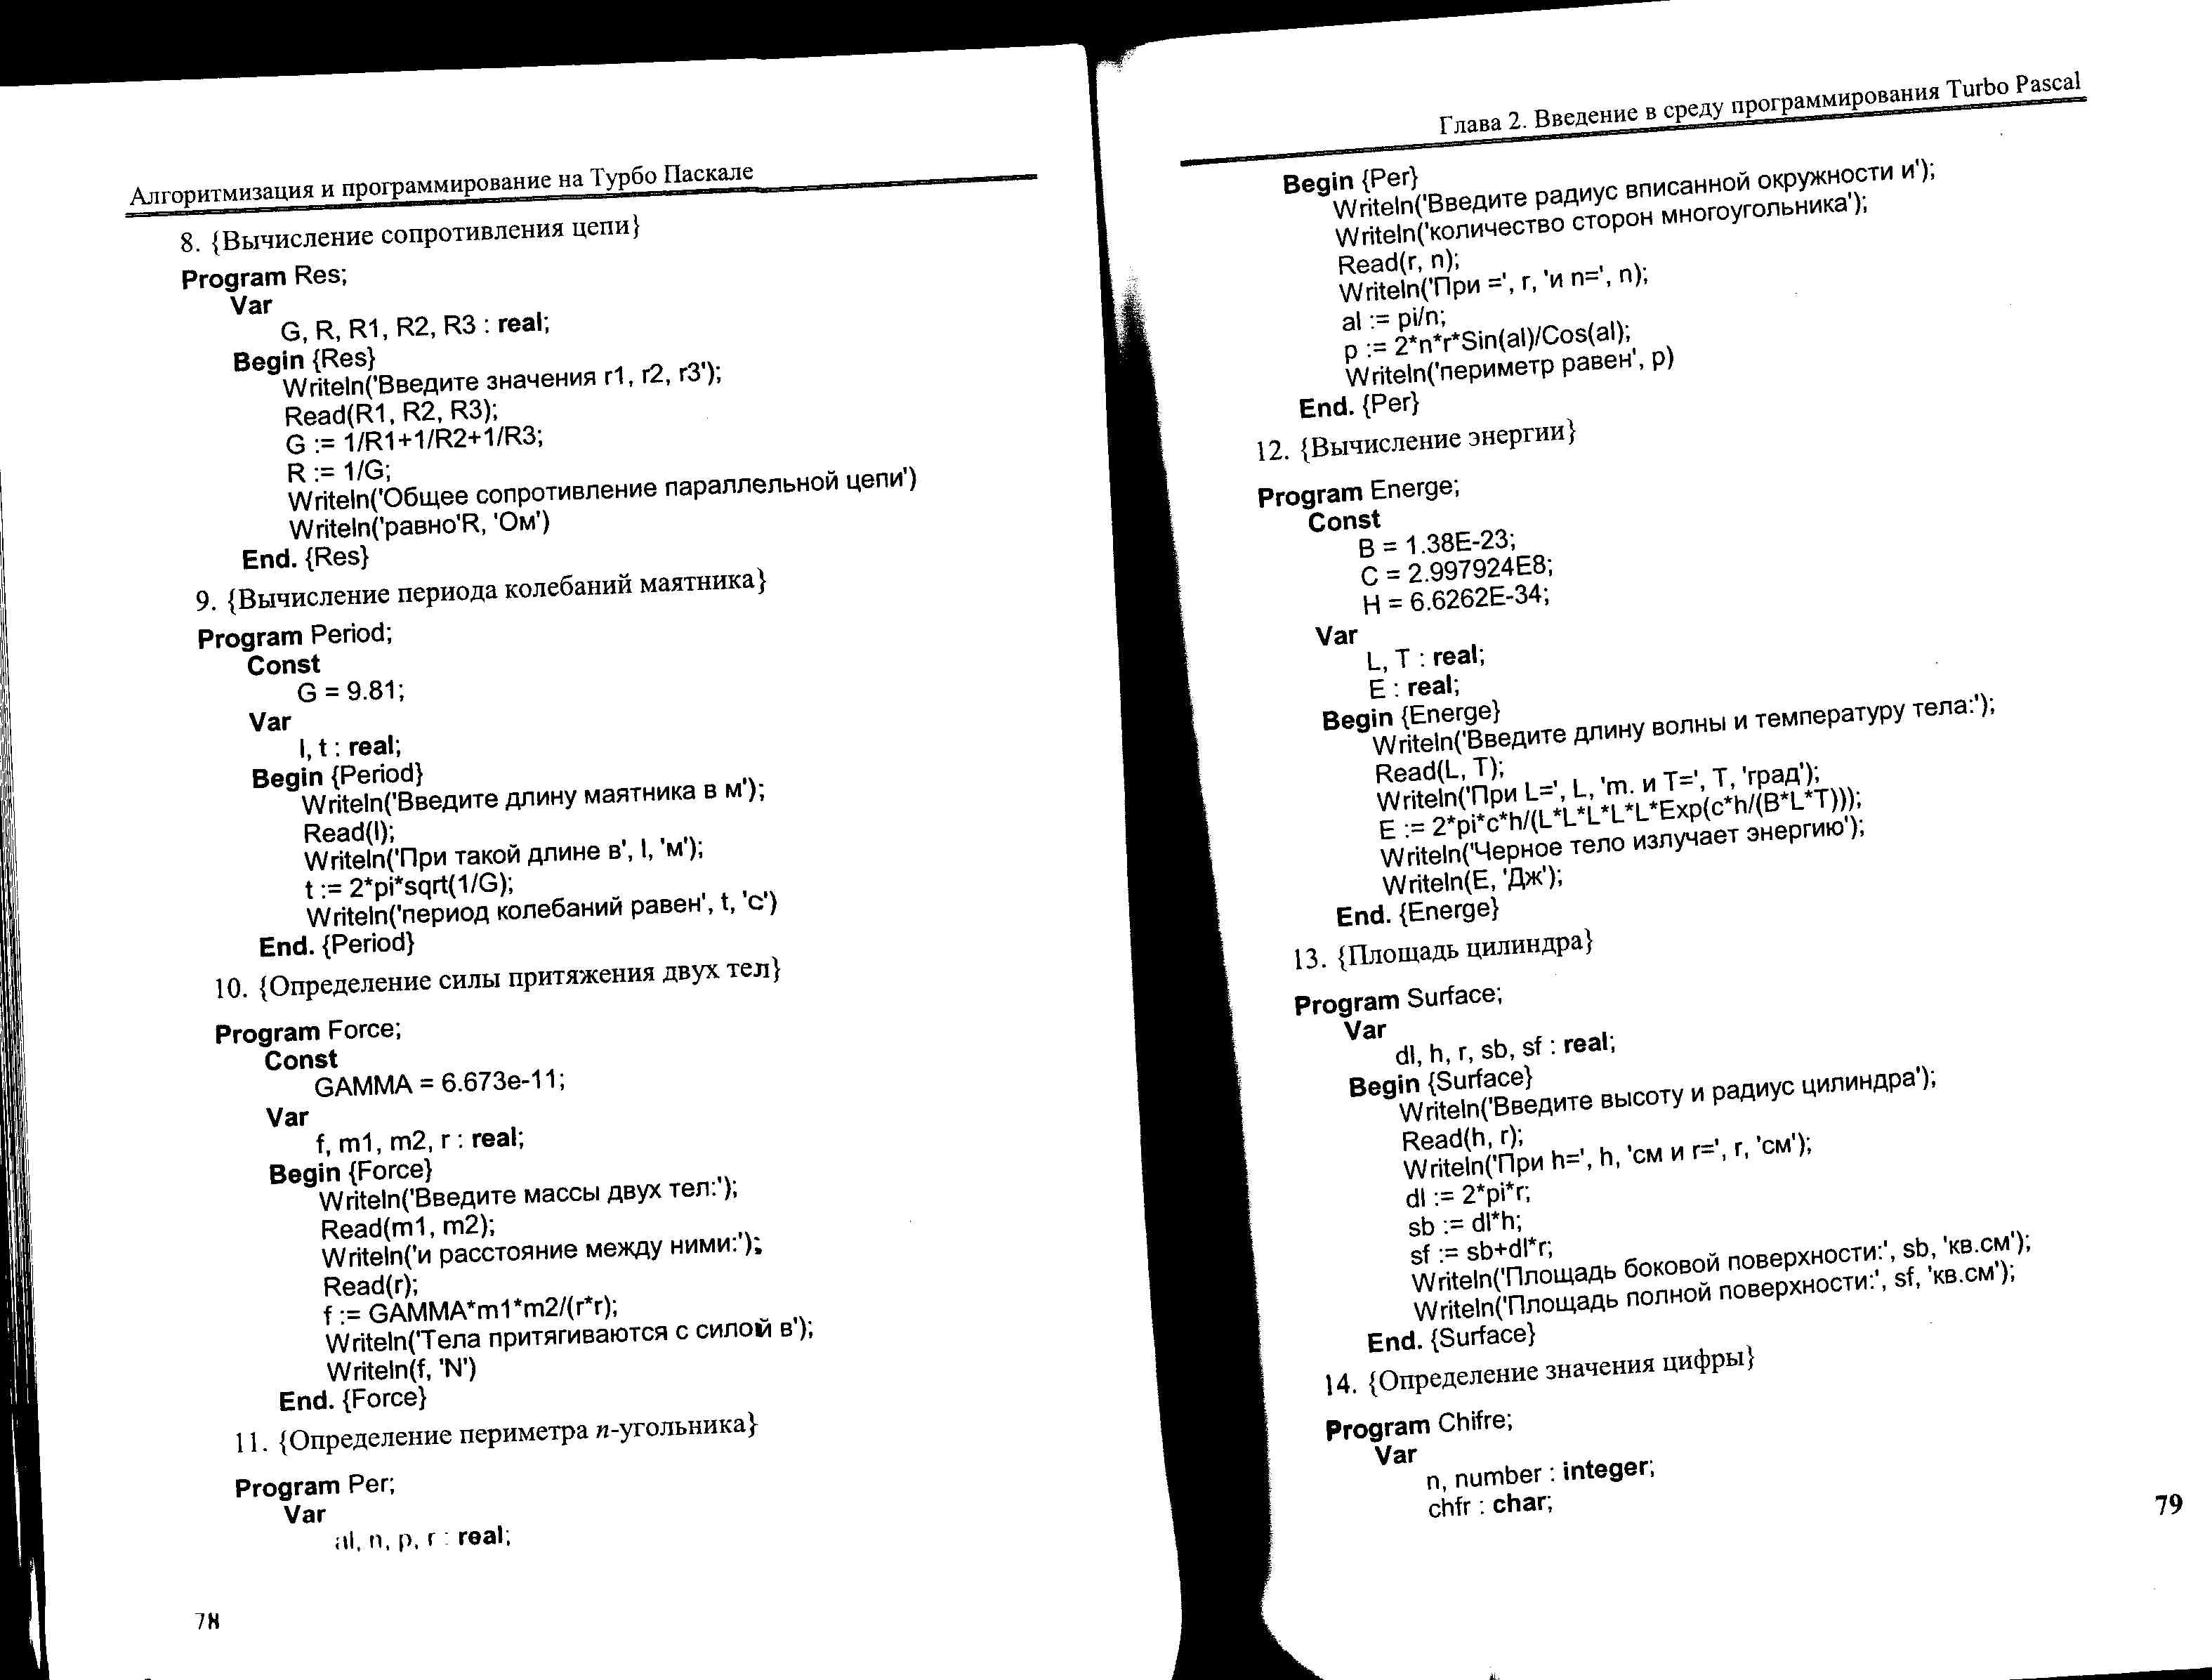 Алгоритмизация и программирование на Турбо Паскале
8. {Вычисление сопротивления цепи}
Program Res;
Var
G, R, R1, R2, R3 : real;
Begin {Res}
Writeln('Введите значения r1, r2, r3');
Read(R1, R2, R3);
G := 1/R1+1/R2+1/R3;
R := 1/G;
Writeln('Общее сопротивление параллельной цепи')
Writeln('равно'R, 'Ом')
End. {Res}
9. {Вычисление периода колебаний маятника}
Program Period;
Const
G = 9.81;
Var
l, t : real;
Begin {Period}
Writeln('Введите длину маятника в м');
Read(l);
Writeln('При такой длине в', l, 'м');
t := 2*pi*sqrt(1/G);
Writeln('период колебаний равен', t, 'с')
End. {Period}
10. {Определение силы притяжения двух тел}
Program Force;
Const
GAMMA = 6.673e-11;
Var
f, m1, m2, r : real;
Begin {Force}
Writeln('Введите массы двух тел:');
Read(m1, m2);
Writeln('и расстояние между ними:');
Read(r);
f := GAMMA*m1*m2/(r*r);
Writeln('Тела притягиваются с силой в');
Writeln(f, 'N')
End. {Force}
11. {Определение периметра n-угольника}
Program Per;
Var
al, n, p, r : real;
78
Глава 2. Введение в среду программирования Turbo Pascal
Begin {Per}
Writeln('Введите радиус вписанной окружности и');
Writeln('количество сторон многоугольника');
Read(r, n);
Writeln('При =', r, 'и n=', n);
al := pi/n;
p := 2*n*r*Sin(al)/Cos(al);
Writeln('периметр равен', p)
End. {Per}
12. {Вычисление энергии}
Program Energe;
Const
B = 1.38E-23;
C = 2.997924E8;
H = 6.6262E-34;
Var
L, T : real;
E : real;
Begin {Energe}
Writeln('Введите длину волны и температуру тела:');
Read(L, T);
Writeln('При L=', L, 'm. и T=', T, 'град');
E := 2*pi*c*h/(L*L*L*L*L*Exp(c*h/(B*L*T)));
Writeln('Черное тело излучает энергию');
Writeln(E, 'Дж');
End. {Energe}
13. {Площадь цилиндра}
Program Surface;
Var
dl, h, r, sb, sf : real;
Begin {Surface}
Writeln('Введите высоту и радиус цилиндра');
Read(h, r);
Writeln('При h=', h, 'см и r=', r, 'см');
dl := 2*pi*r;
sb := dl*h;
sf := sb+dl*r;
Writeln('Площадь боковой поверхности:', sb, 'кв.см');
Writeln('Площадь полной поверхности:', sf, 'кв.см');
End. {Surface}
14. {Определение значения цифры}
Program Chifre;
Var
n, number : integer;
chfr : char;
79